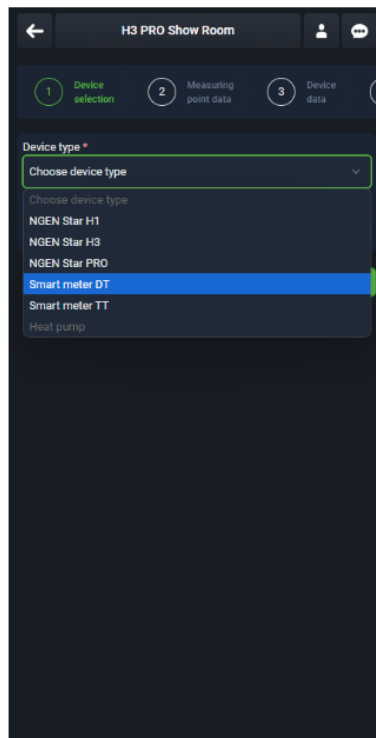 H3 PRO Show Room
1
Device
selection
2
Measuring
point data
3
Device
data
Device type *
Choose device type
Choose device type
NGEN Star H1
NGEN Star H3
NGEN Star PRO
Smart meter DT
Smart meter TT
Heat pump